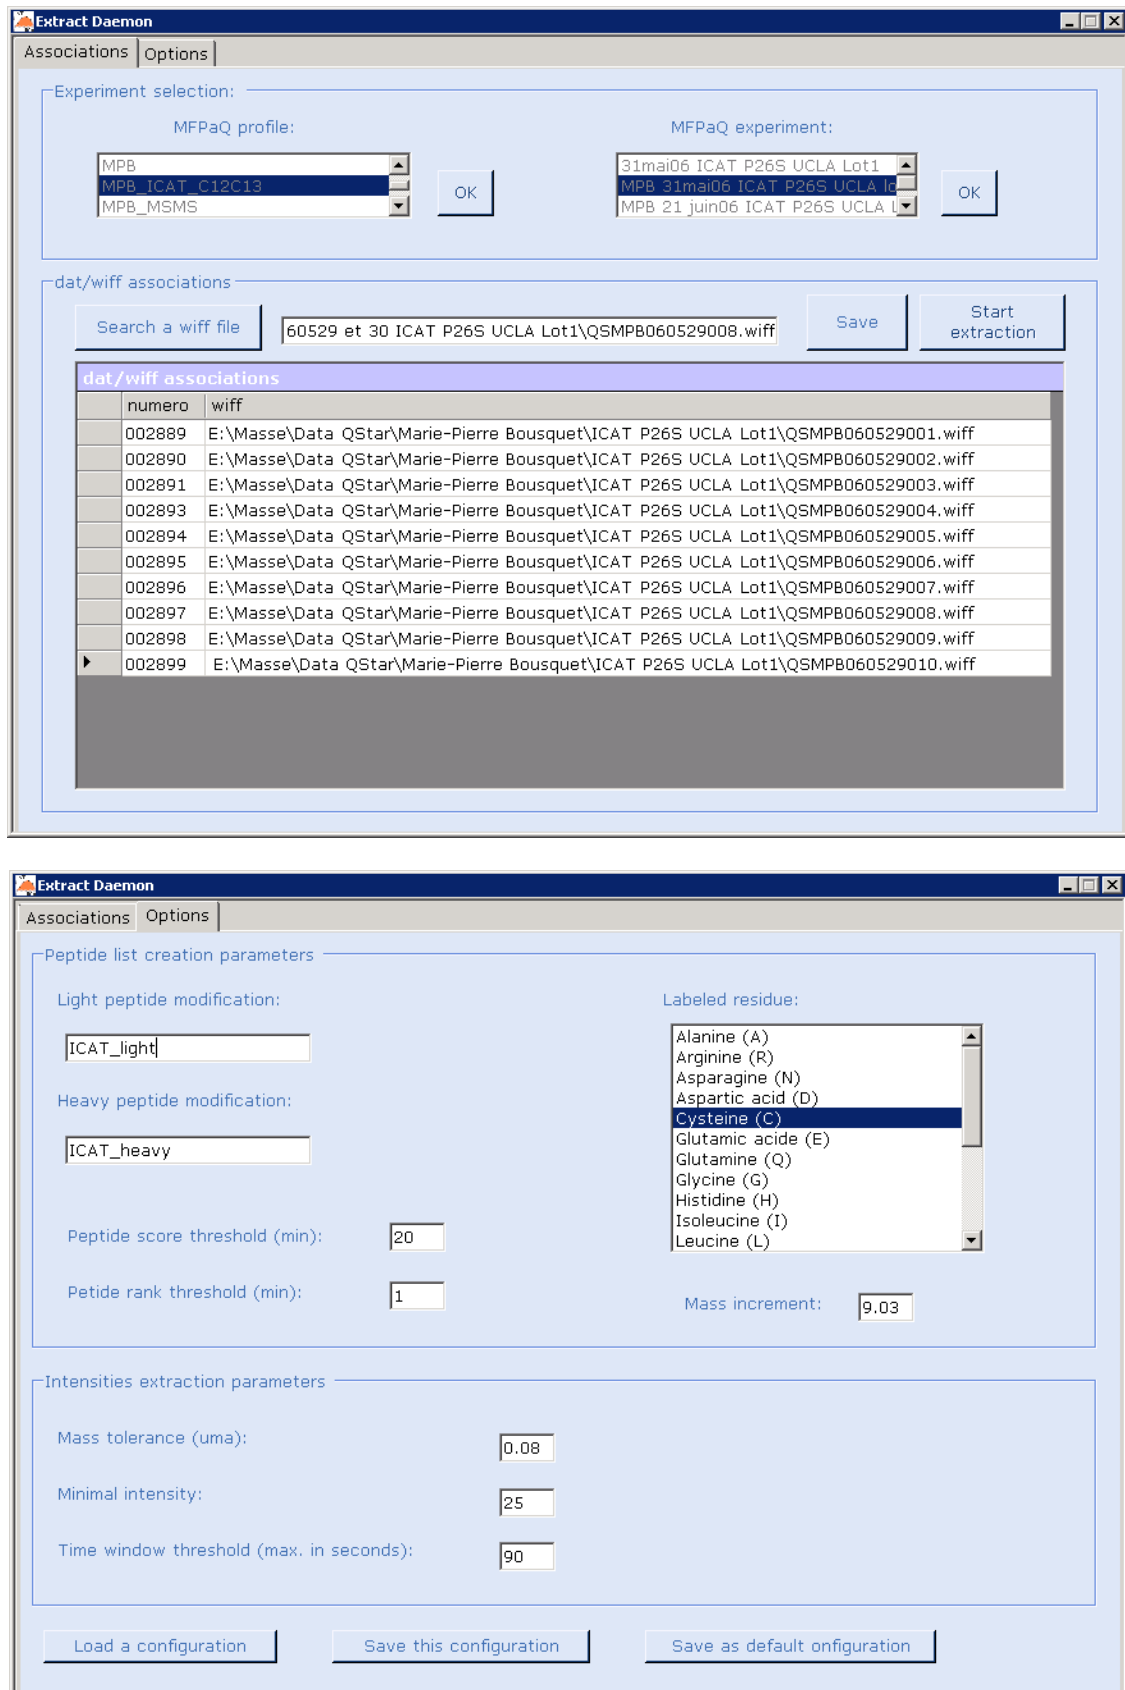 Extract Daemon
Associations Options
Experiment selection:
MFPaQ profile: MFPaQ experiment:
MPB
MPB_ICAT_C12C13
MPB_MSMS
OK
31mai06 ICAT P26S UCLA Lot1
MPB 31mai06 ICAT P26S UCLA lo
MPB 21 juin06 ICAT P26S UCLA L
OK
dat/wiff associations
Search a wiff file 60529 et 30 ICAT P26S UCLA Lot1\QSMPB060529008.wiff Save Start extraction
dat/wiff associations
numero wiff
002889 E:\Masse\Data QStar\Marie-Pierre Bousquet\ICAT P26S UCLA Lot1\QSMPB060529001.wiff
002890 E:\Masse\Data QStar\Marie-Pierre Bousquet\ICAT P26S UCLA Lot1\QSMPB060529002.wiff
002891 E:\Masse\Data QStar\Marie-Pierre Bousquet\ICAT P26S UCLA Lot1\QSMPB060529003.wiff
002893 E:\Masse\Data QStar\Marie-Pierre Bousquet\ICAT P26S UCLA Lot1\QSMPB060529004.wiff
002894 E:\Masse\Data QStar\Marie-Pierre Bousquet\ICAT P26S UCLA Lot1\QSMPB060529005.wiff
002895 E:\Masse\Data QStar\Marie-Pierre Bousquet\ICAT P26S UCLA Lot1\QSMPB060529006.wiff
002896 E:\Masse\Data QStar\Marie-Pierre Bousquet\ICAT P26S UCLA Lot1\QSMPB060529007.wiff
002897 E:\Masse\Data QStar\Marie-Pierre Bousquet\ICAT P26S UCLA Lot1\QSMPB060529008.wiff
002898 E:\Masse\Data QStar\Marie-Pierre Bousquet\ICAT P26S UCLA Lot1\QSMPB060529009.wiff
002899 E:\Masse\Data QStar\Marie-Pierre Bousquet\ICAT P26S UCLA Lot1\QSMPB060529010.wiff
Extract Daemon
Associations Options
Peptide list creation parameters
Light peptide modification:
ICAT_light
Heavy peptide modification:
ICAT_heavy
Peptide score threshold (min): 20
Petide rank threshold (min): 1
Labeled residue:
Alanine (A)
Arginine (R)
Asparagine (N)
Aspartic acid (D)
Cysteine (C)
Glutamic acide (E)
Glutamine (Q)
Glycine (G)
Histidine (H)
Isoleucine (I)
Leucine (L)
Mass increment: 9.03
Intensities extraction parameters
Mass tolerance (uma): 0.08
Minimal intensity: 25
Time window threshold (max. in seconds): 90
Load a configuration Save this configuration Save as default onfiguration